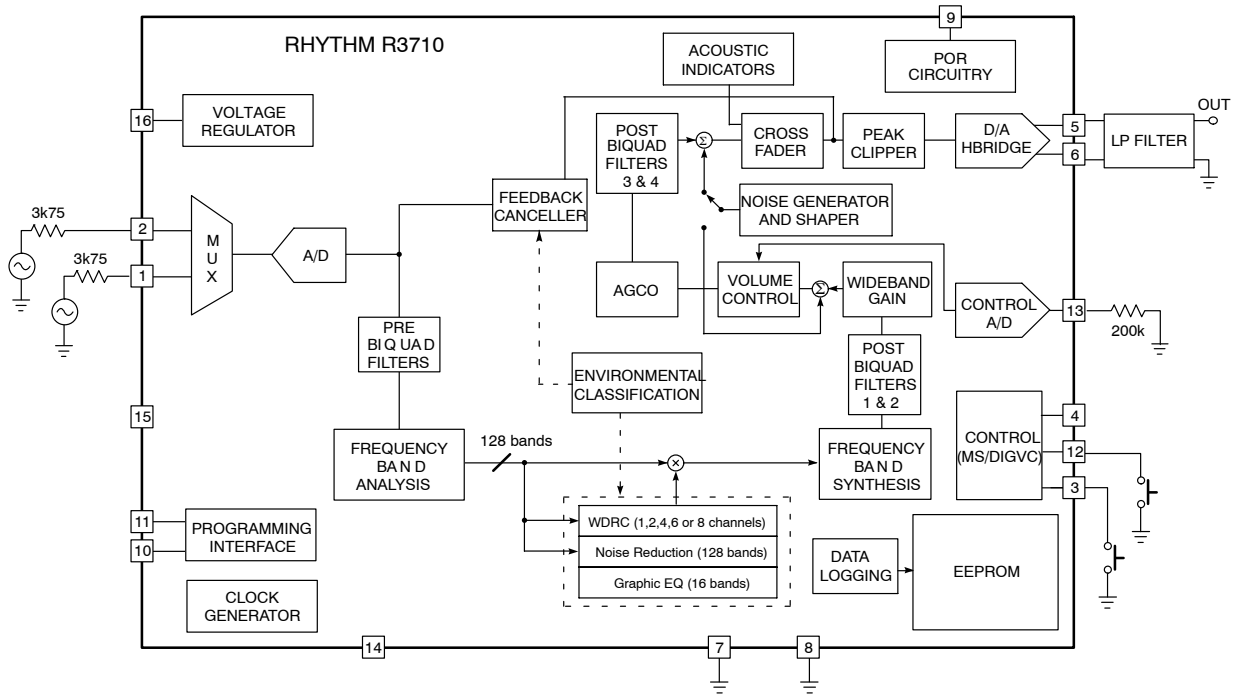 RHYTHM R3710
9
POR
CIRCUITRY
ACOUSTIC
INDICATORS
16
VOLTAGE
REGULATOR
POST
BIQUAD
FILTERS
3 & 4
Σ
CROSS
FADER
PEAK
CLIPPER
D/A
HBRIDGE
5
6
LP FILTER
OUT
FEEDBACK
CANCELLER
NOISE GENERATOR
AND SHAPER
3k75
2
3k75
1
M
U
X
A/D
AGCO
VOLUME
CONTROL
Σ
WIDEBAND
GAIN
CONTROL
A/D
13
200k
PRE
BIQUAD
FILTERS
POST
BIQUAD
FILTERS
1 & 2
ENVIRONMENTAL
CLASSIFICATION
15
FREQUENCY
BAND
ANALYSIS
128 bands
×
FREQUENCY
BAND
SYNTHESIS
CONTROL
(MS/DIGVC)
4
12
3
WDRC (1,2,4,6 or 8 channels)
Noise Reduction (128 bands)
Graphic EQ (16 bands)
11
10
PROGRAMMING
INTERFACE
DATA
LOGGING
EEPROM
CLOCK
GENERATOR
14
7
8